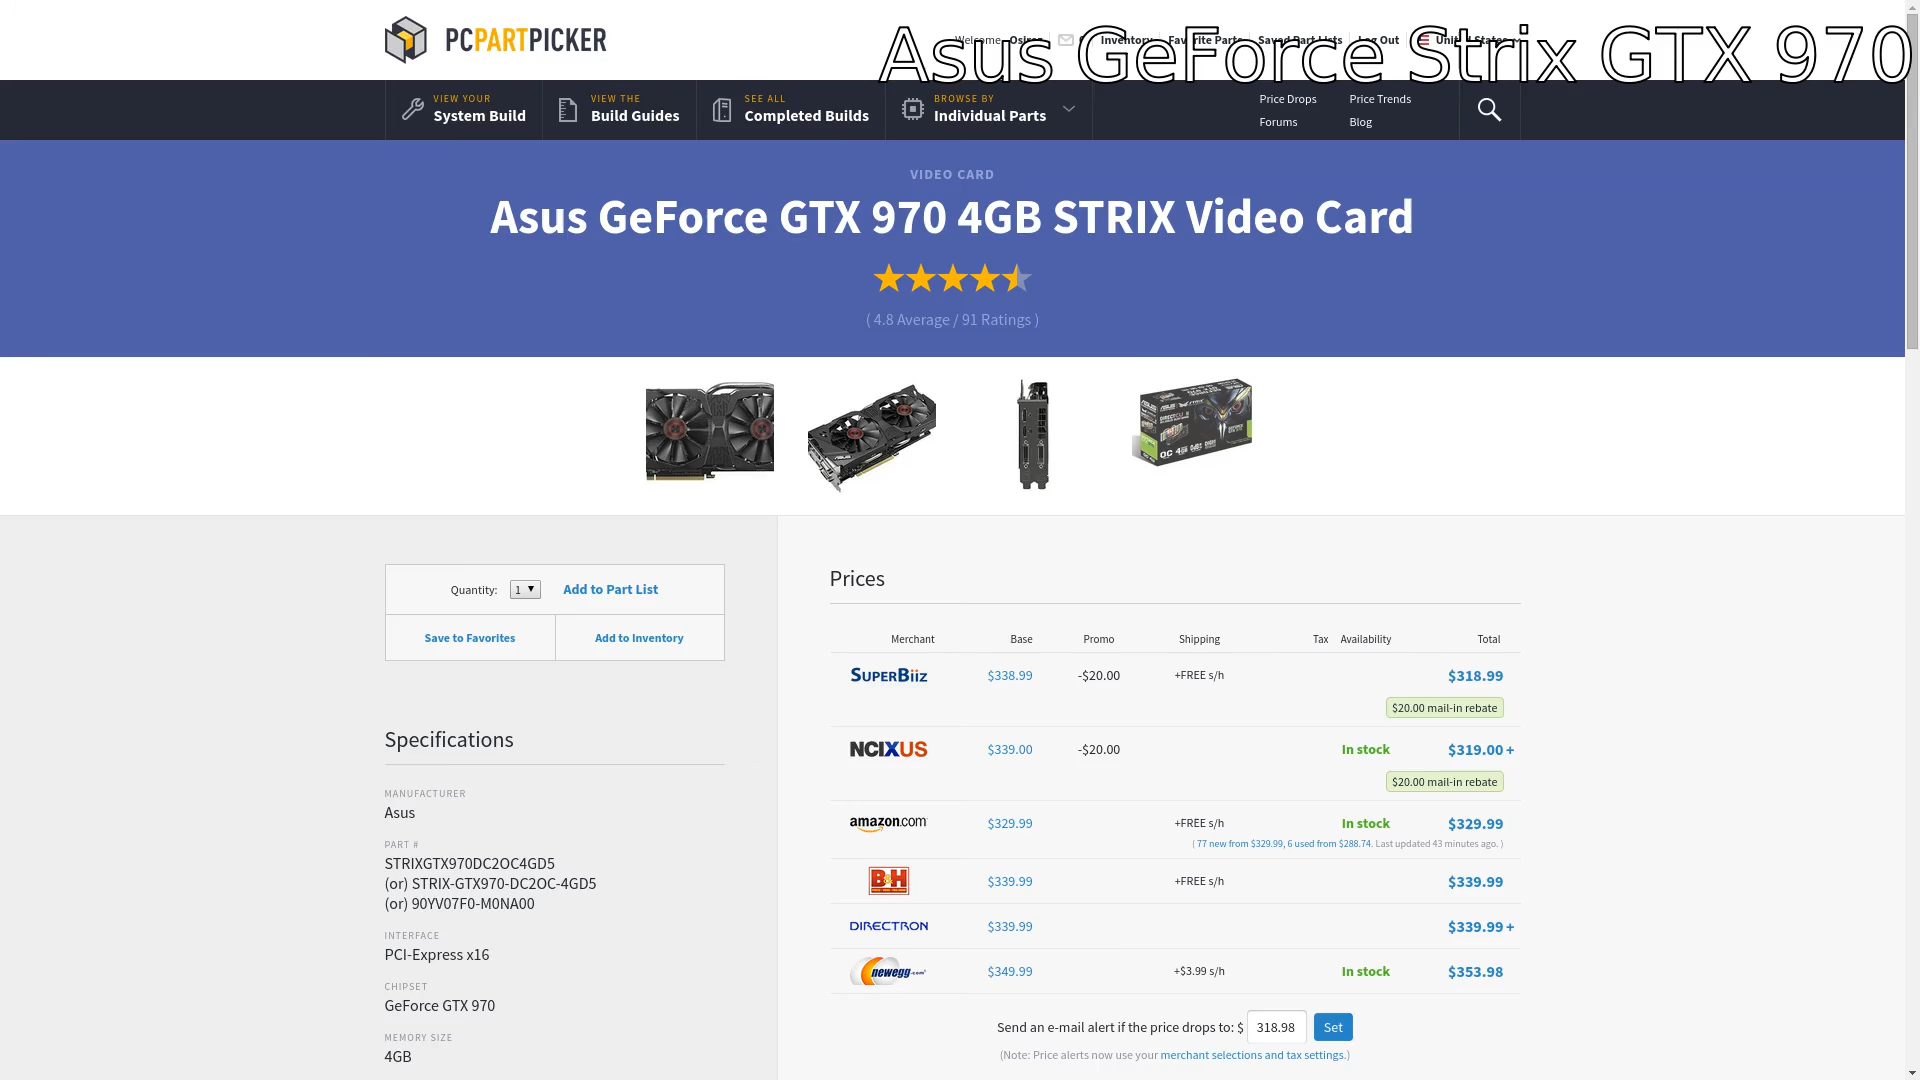 PCPARTPICKER
Welcome, Osiris Inventory Favorite Parts Saved Part Lists Log Out United States
Asus GeForce Strix GTX 970
VIEW YOUR
System Build
VIEW THE
Build Guides
SEE ALL
Completed Builds
BROWSE BY
Individual Parts
Price Drops
Price Trends
Forums
Blog
VIDEO CARD
Asus GeForce GTX 970 4GB STRIX Video Card
( 4.8 Average / 91 Ratings )
Quantity: 1 Add to Part List
Save to Favorites
Add to Inventory
Specifications
MANUFACTURER
Asus
PART #
STRIXGTX970DC2OC4GD5
(or) STRIX-GTX970-DC2OC-4GD5
(or) 90YV07F0-M0NA00
INTERFACE
PCI-Express x16
CHIPSET
GeForce GTX 970
MEMORY SIZE
4GB
Prices
Merchant Base Promo Shipping Tax Availability Total
SUPERBIIZ $338.99 -$20.00 +FREE s/h $318.99
$20.00 mail-in rebate
NCIXUS $339.00 -$20.00 In stock $319.00 +
$20.00 mail-in rebate
amazon.com $329.99 +FREE s/h In stock $329.99
( 77 new from $329.99, 6 used from $288.74. Last updated 43 minutes ago. )
B&H $339.99 +FREE s/h $339.99
DIRECTRON $339.99 $339.99 +
newegg.com $349.99 +$3.99 s/h In stock $353.98
Send an e-mail alert if the price drops to: $ 318.98 Set
(Note: Price alerts now use your merchant selections and tax settings.)